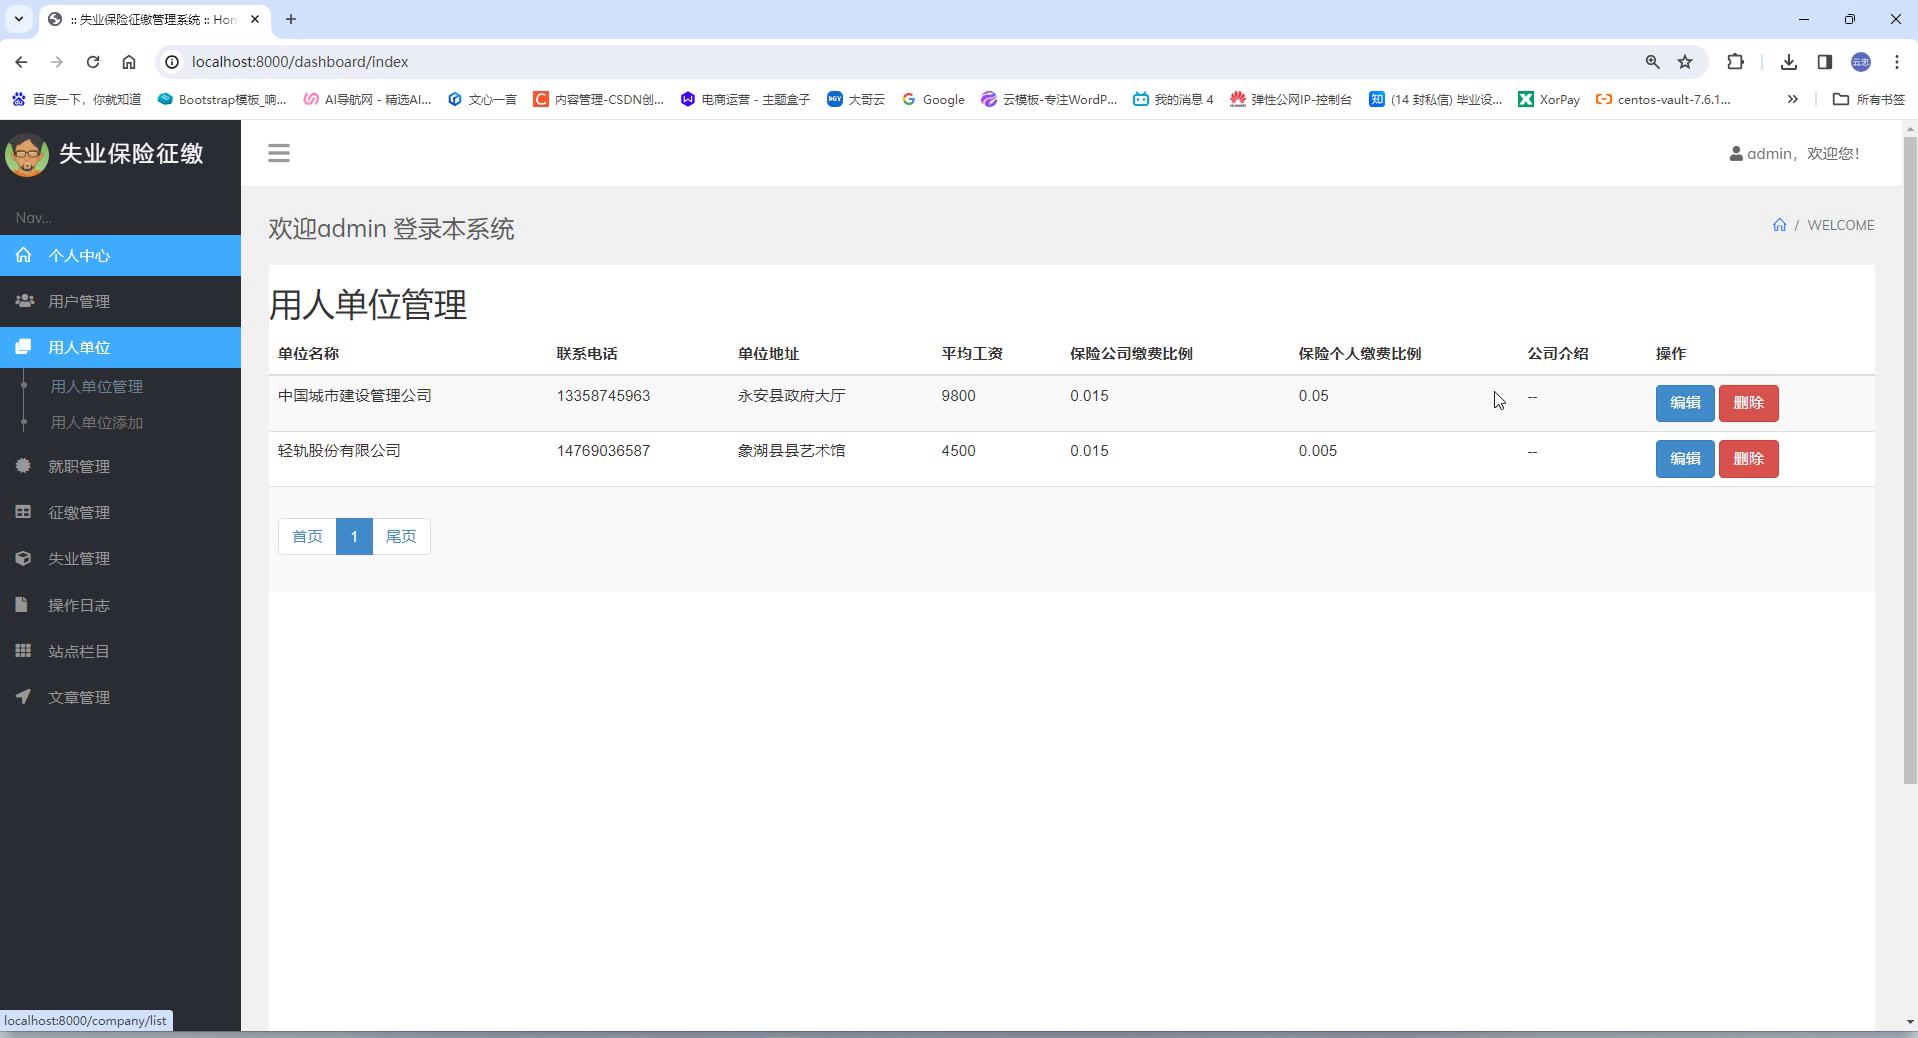 :: 失业保险征缴管理系统 :: Hom
localhost:8000/dashboard/index
百度一下，你就知道
Bootstrap模板_响...
AI导航网 - 精选AI...
文心一言
内容管理-CSDN创...
电商运营 - 主题盒子
大哥云
Google
云模板-专注WordP...
我的消息 4
弹性公网IP-控制台
(14 封私信) 毕业设...
XorPay
centos-vault-7.6.1...
所有书签
失业保险征缴
admin，欢迎您！
Nav...
个人中心
用户管理
用人单位
用人单位管理
用人单位添加
就职管理
征缴管理
失业管理
操作日志
站点栏目
文章管理
欢迎admin 登录本系统
/ WELCOME
用人单位管理
单位名称 联系电话 单位地址 平均工资 保险公司缴费比例 保险个人缴费比例 公司介绍 操作
中国城市建设管理公司 13358745963 永安县政府大厅 9800 0.015 0.05 -- 编辑 删除
轻轨股份有限公司 14769036587 象湖县县艺术馆 4500 0.015 0.005 -- 编辑 删除
首页 1 尾页
localhost:8000/company/list